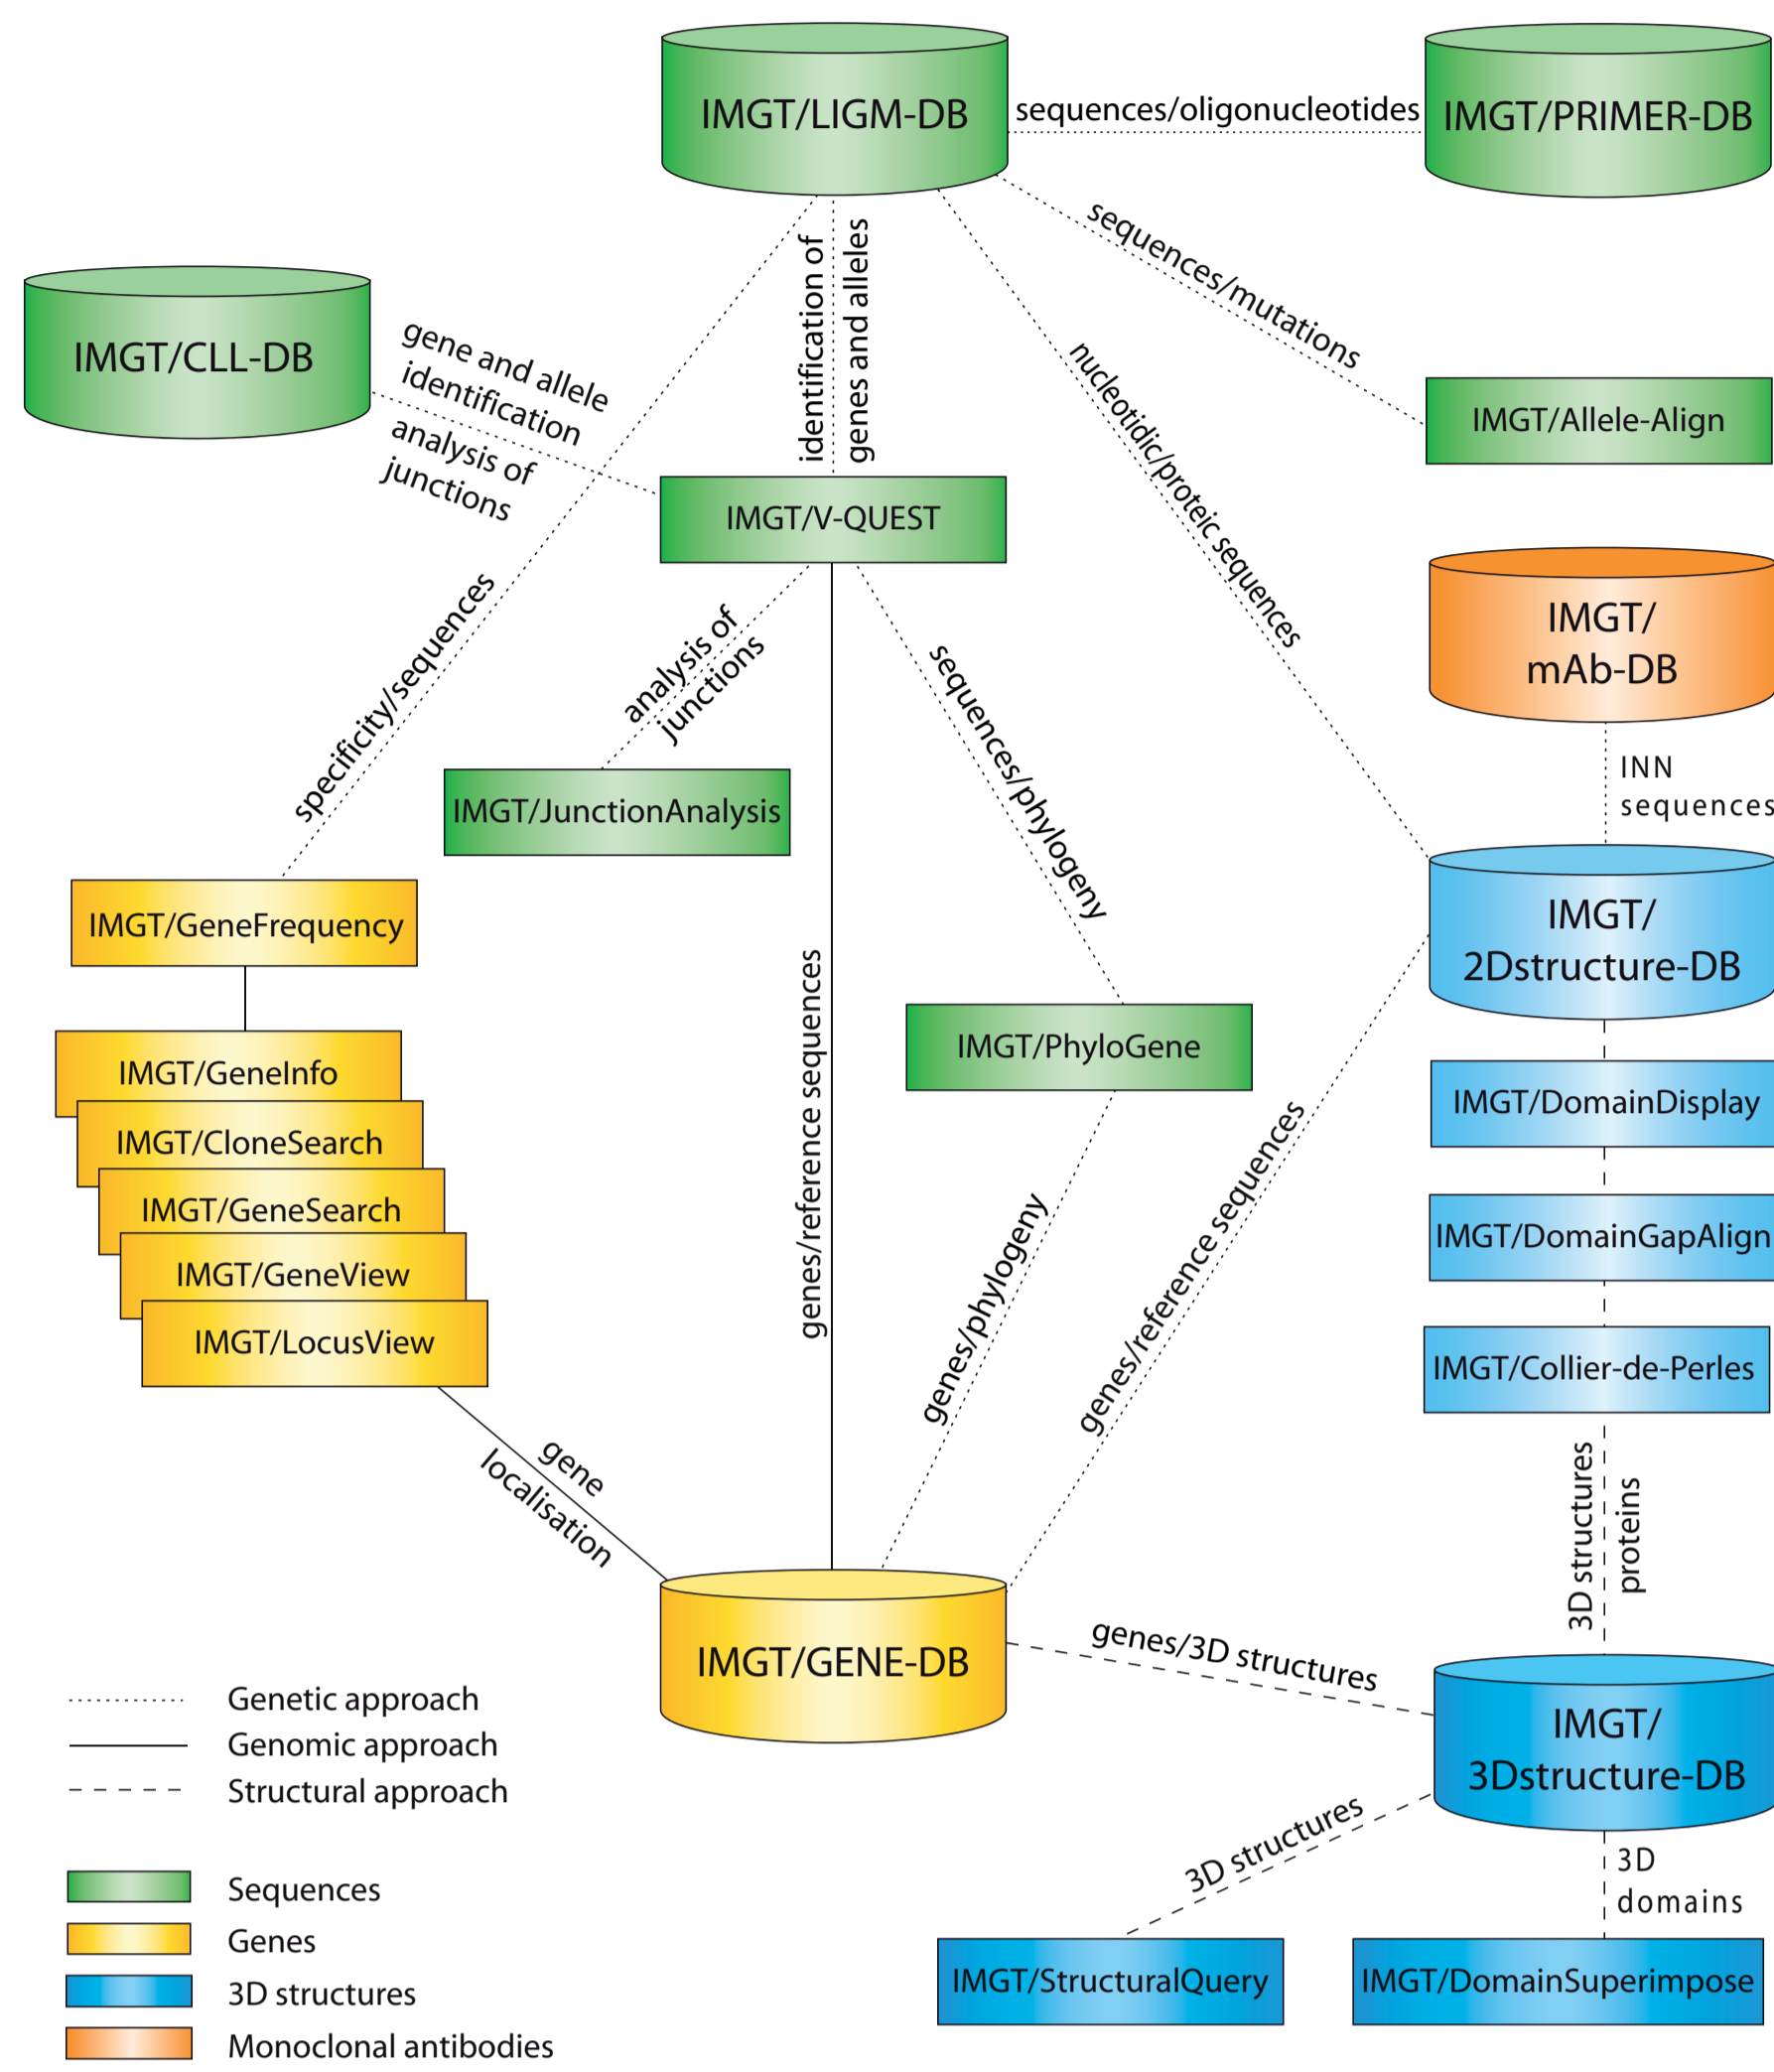 IMGT/LIGM-DB
sequences/oligonucleotides
IMGT/PRIMER-DB
sequences/mutations
identification of
genes and alleles
IMGT/CLL-DB
gene and allele
identification
analysis of
junctions
nucleotidic/proteic sequences
IMGT/Allele-Align
IMGT/V-QUEST
specificity/sequences
analysis of
junctions
sequences/phylogeny
IMGT/
mAb-DB
INN
sequences
IMGT/JunctionAnalysis
IMGT/GeneFrequency
IMGT/
2Dstructure-DB
genes/reference sequences
IMGT/PhyloGene
IMGT/GeneInfo
IMGT/CloneSearch
IMGT/GeneSearch
IMGT/GeneView
IMGT/LocusView
IMGT/DomainDisplay
IMGT/DomainGapAlign
IMGT/Collier-de-Perles
genes/phylogeny
genes/reference sequences
gene
localisation
3D structures
proteins
IMGT/GENE-DB
genes/3D structures
IMGT/
3Dstructure-DB
3D structures
3D
domains
IMGT/StructuralQuery
IMGT/DomainSuperimpose
Genetic approach
Genomic approach
Structural approach
Sequences
Genes
3D structures
Monoclonal antibodies